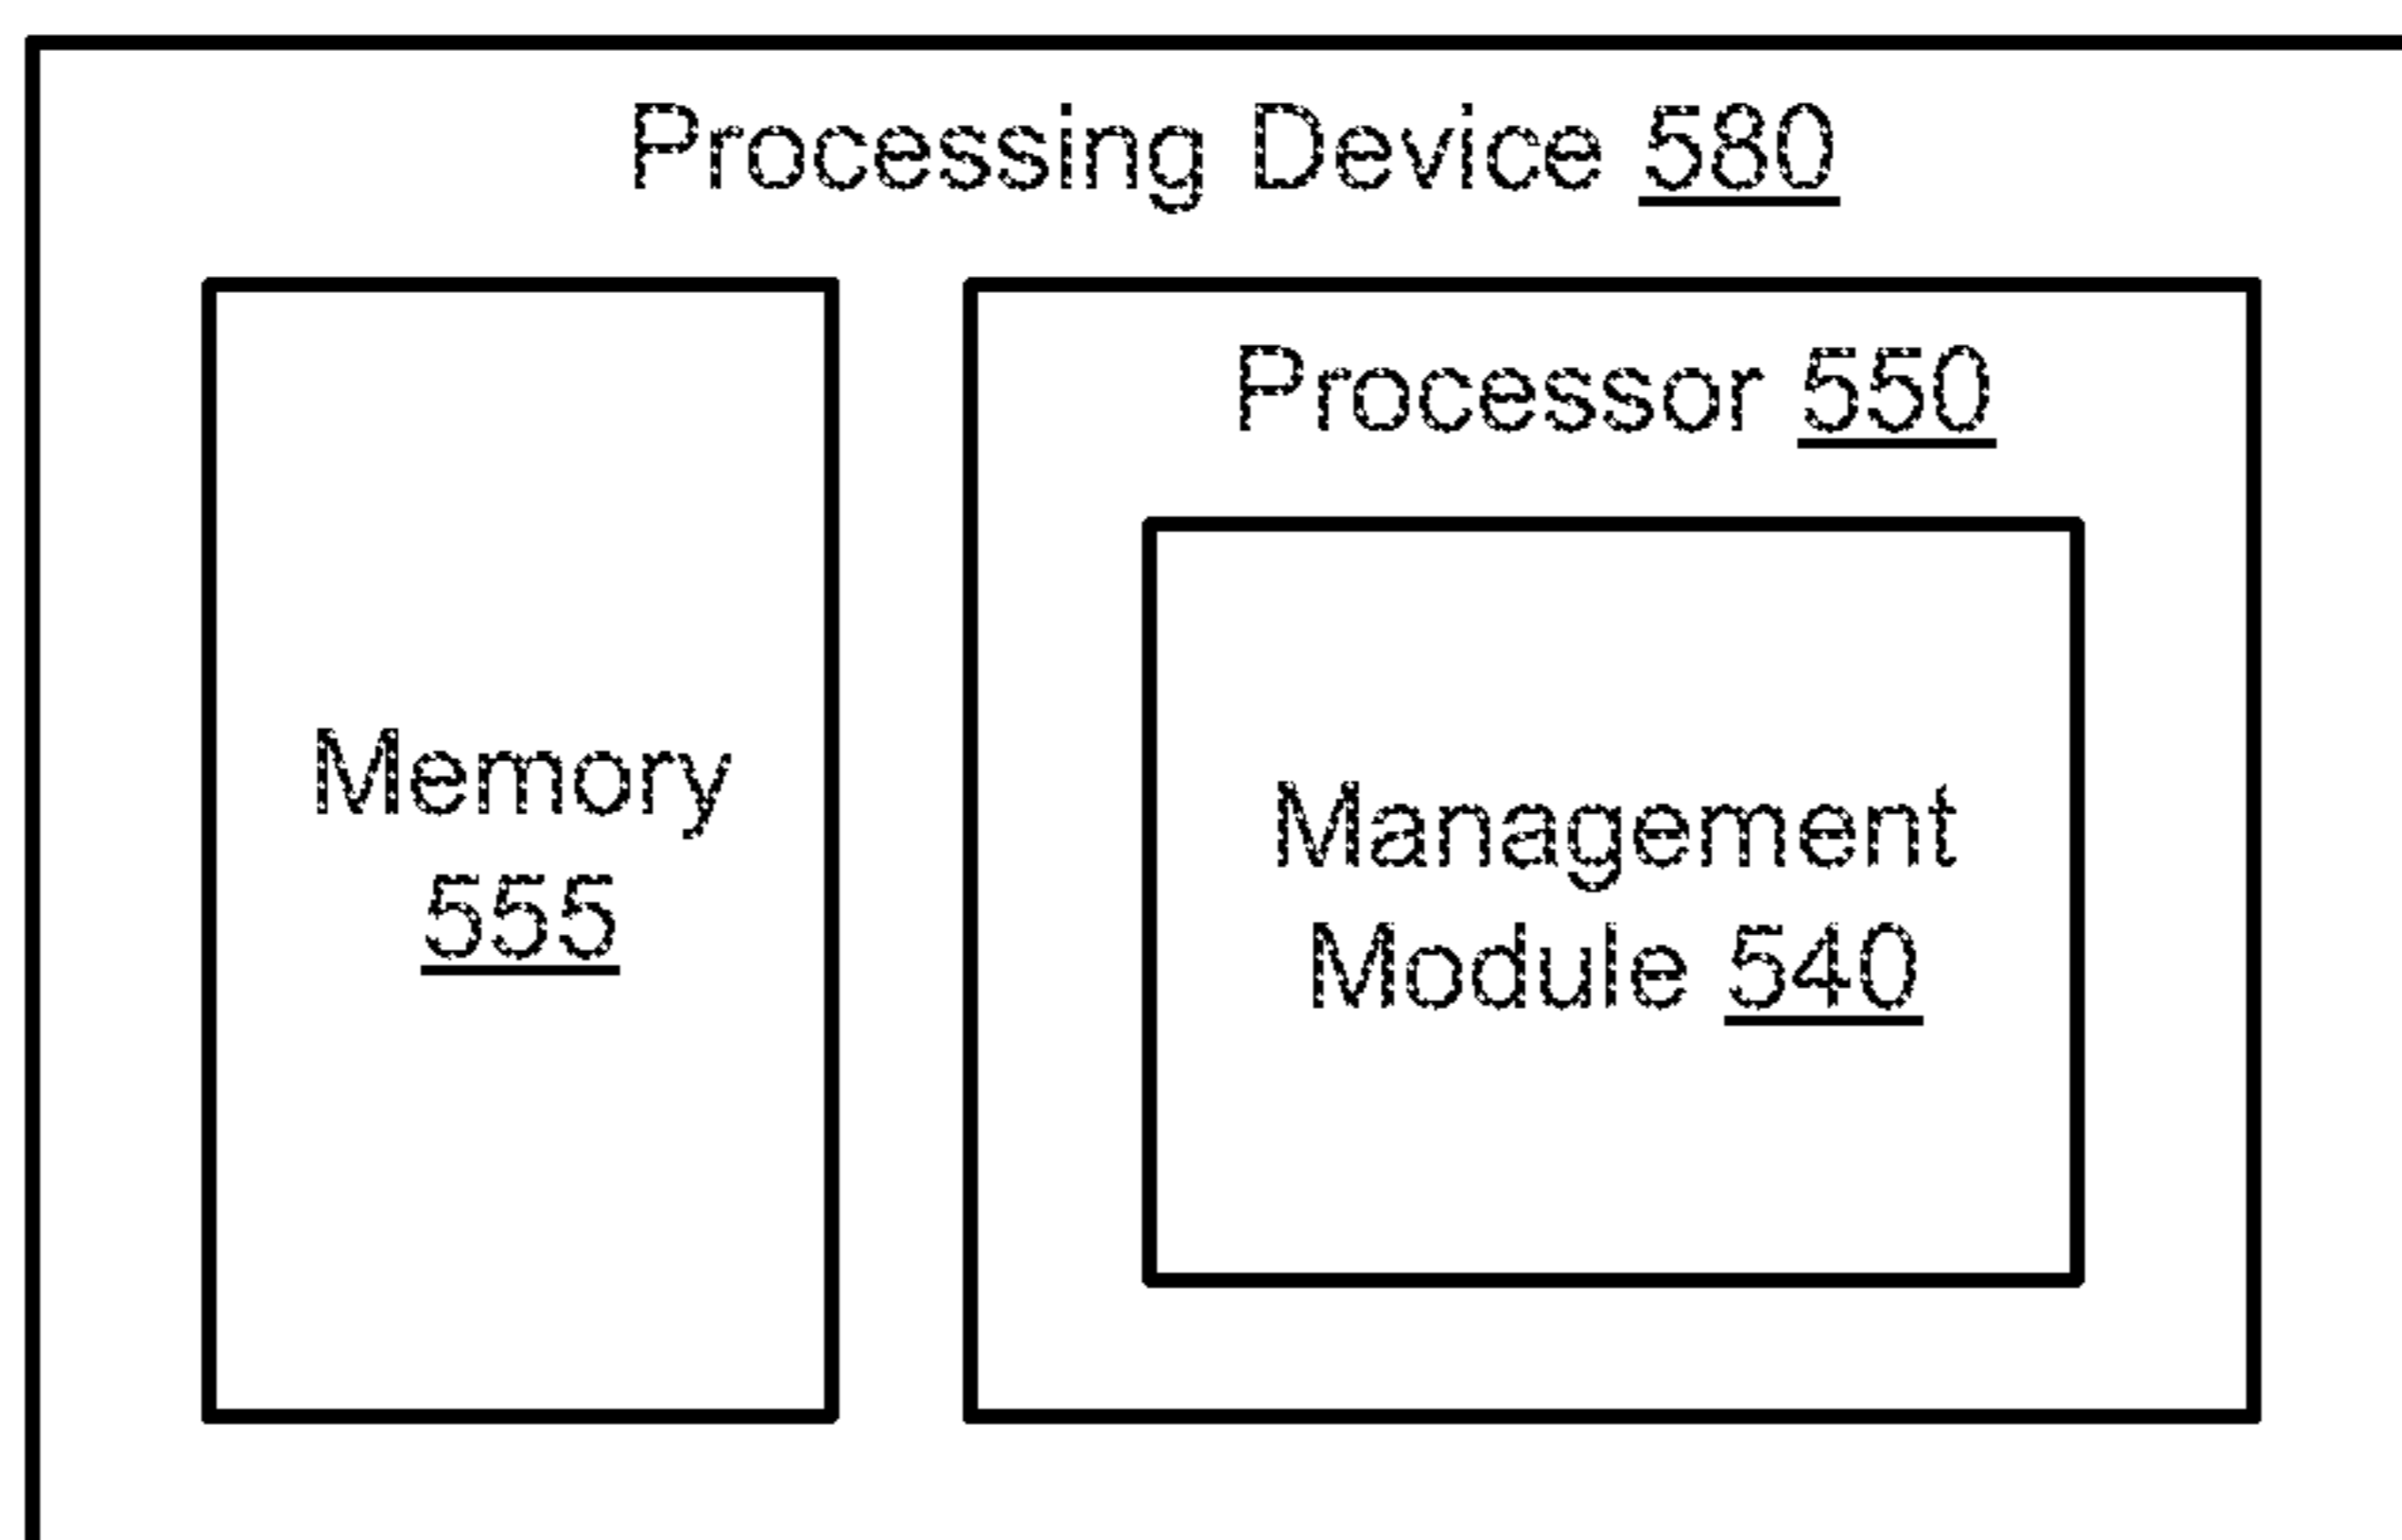 Processing Device 580
Processor 550
Memory
555
Management
Module 540